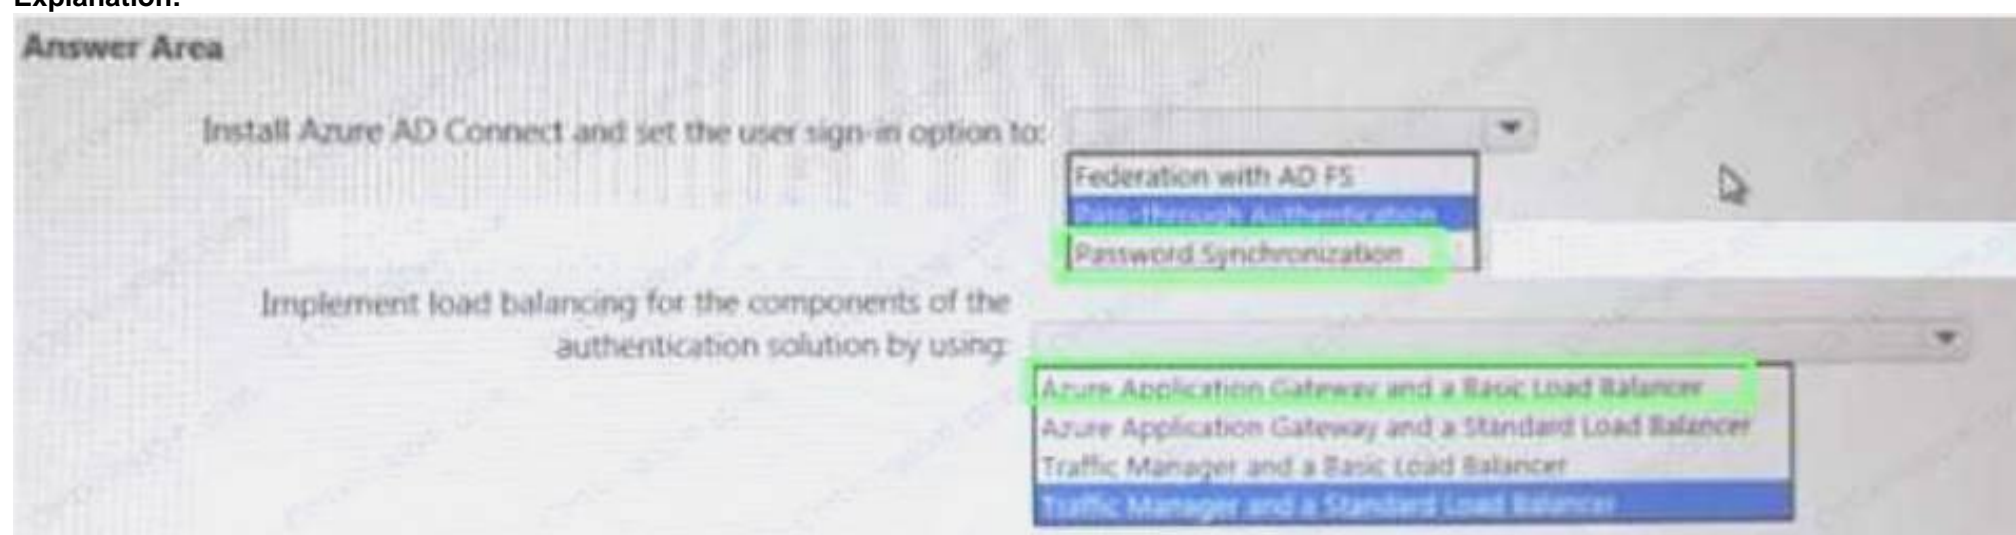 Explanation:
Answer Area
Install Azure AD Connect and set the user sign-in option to:
Federation with AD FS
Pass-through Authentication
Password Synchronization
Implement load balancing for the components of the
authentication solution by using:
Azure Application Gateway and a Basic Load Balancer
Azure Application Gateway and a Standard Load Balancer
Traffic Manager and a Basic Load Balancer
Traffic Manager and a Standard Load Balancer